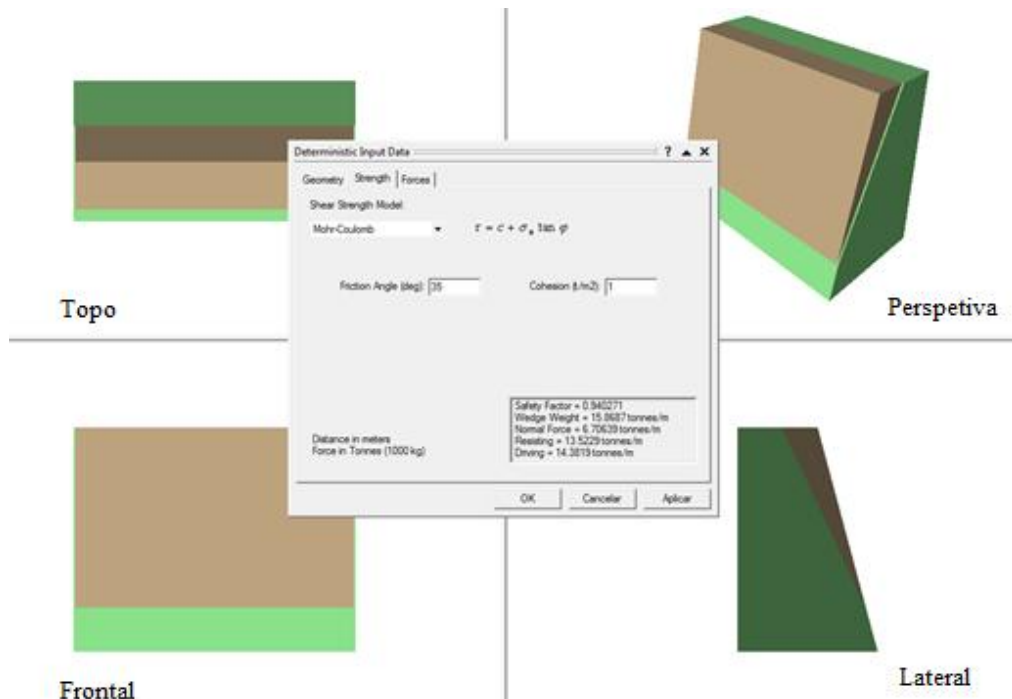 Deterministic Input Data ? ▲ ✕
Geometry Strength Forces
Shear Strength Model:
Mohr-Coulomb τ = c + σn tan φ
Friction Angle (deg): 35 Cohesion (t/m2): 1
Topo
Perspetiva
Safety Factor = 0.940271
Wedge Weight = 15.8687 tonnes/m
Normal Force = 6.70639 tonnes/m
Resisting = 13.5229 tonnes/m
Driving = 14.3819 tonnes/m
Distance in meters
Force in Tonnes (1000 kg)
OK Cancelar Aplicar
Frontal
Lateral